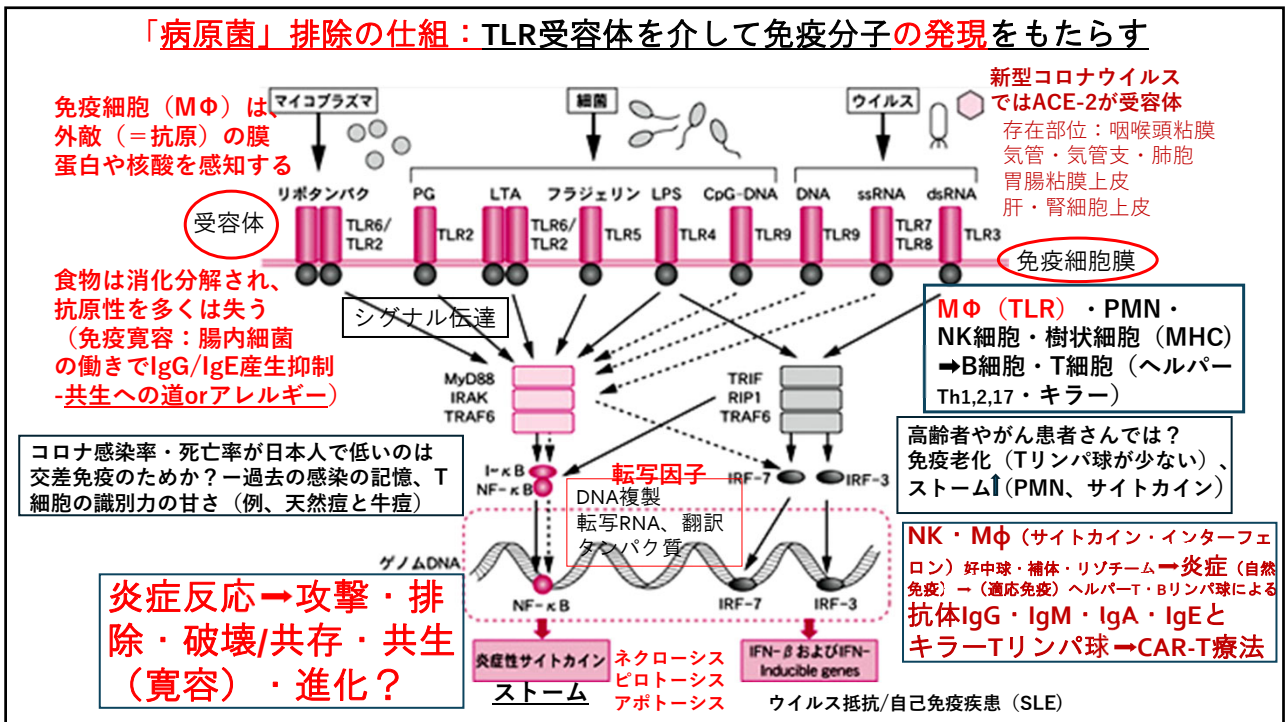 「病原菌」排除の仕組：TLR受容体を介して免疫分子の発現をもたらす
免疫細胞（MΦ）は、
外敵（＝抗原）の膜
蛋白や核酸を感知する
マイコプラズマ
細菌
ウイルス
新型コロナウイルス
ではACE-2が受容体
存在部位：咽喉頭粘膜
気管・気管支・肺胞
胃腸粘膜上皮
肝・腎細胞上皮
リポタンパク
PG
LTA
フラジェリン
LPS
CpG-DNA
DNA
ssRNA
dsRNA
受容体
TLR6/
TLR2
TLR2
TLR6/
TLR2
TLR5
TLR4
TLR9
TLR9
TLR7
TLR8
TLR3
免疫細胞膜
食物は消化分解され、
抗原性を多くは失う
（免疫寛容：腸内細菌
の働きでIgG/IgE産生抑制
-共生への道orアレルギー）
シグナル伝達
MΦ（TLR）・PMN・
NK細胞・樹状細胞（MHC）
➡B細胞・T細胞（ヘルパー
Th1,2,17・キラー）
MyD88
IRAK
TRAF6
TRIF
RIP1
TRAF6
コロナ感染率・死亡率が日本人で低いのは
交差免疫のためか？ー過去の感染の記憶、T
細胞の識別力の甘さ（例、天然痘と牛痘）
高齢者やがん患者さんでは？
免疫老化（Tリンパ球が少ない）、
ストーム⬆（PMN、サイトカイン）
I-κB
NF-κB
転写因子
IRF-7
IRF-3
DNA複製
転写RNA、翻訳
タンパク質
ゲノムDNA
NF-κB
IRF-7
IRF-3
NK・Mφ（サイトカイン・インターフェ
ロン）好中球・補体・リゾチーム➡炎症（自然
免疫）→（適応免疫）ヘルパーT・Bリンパ球による
抗体IgG・IgM・IgA・IgEと
キラーTリンパ球➡CAR-T療法
炎症反応➡攻撃・排
除・破壊/共存・共生
（寛容）・進化？
炎症性サイトカイン
ストーム
ネクローシス
ピロトーシス
アポトーシス
IFN-βおよびIFN-
Inducible genes
ウイルス抵抗/自己免疫疾患（SLE）